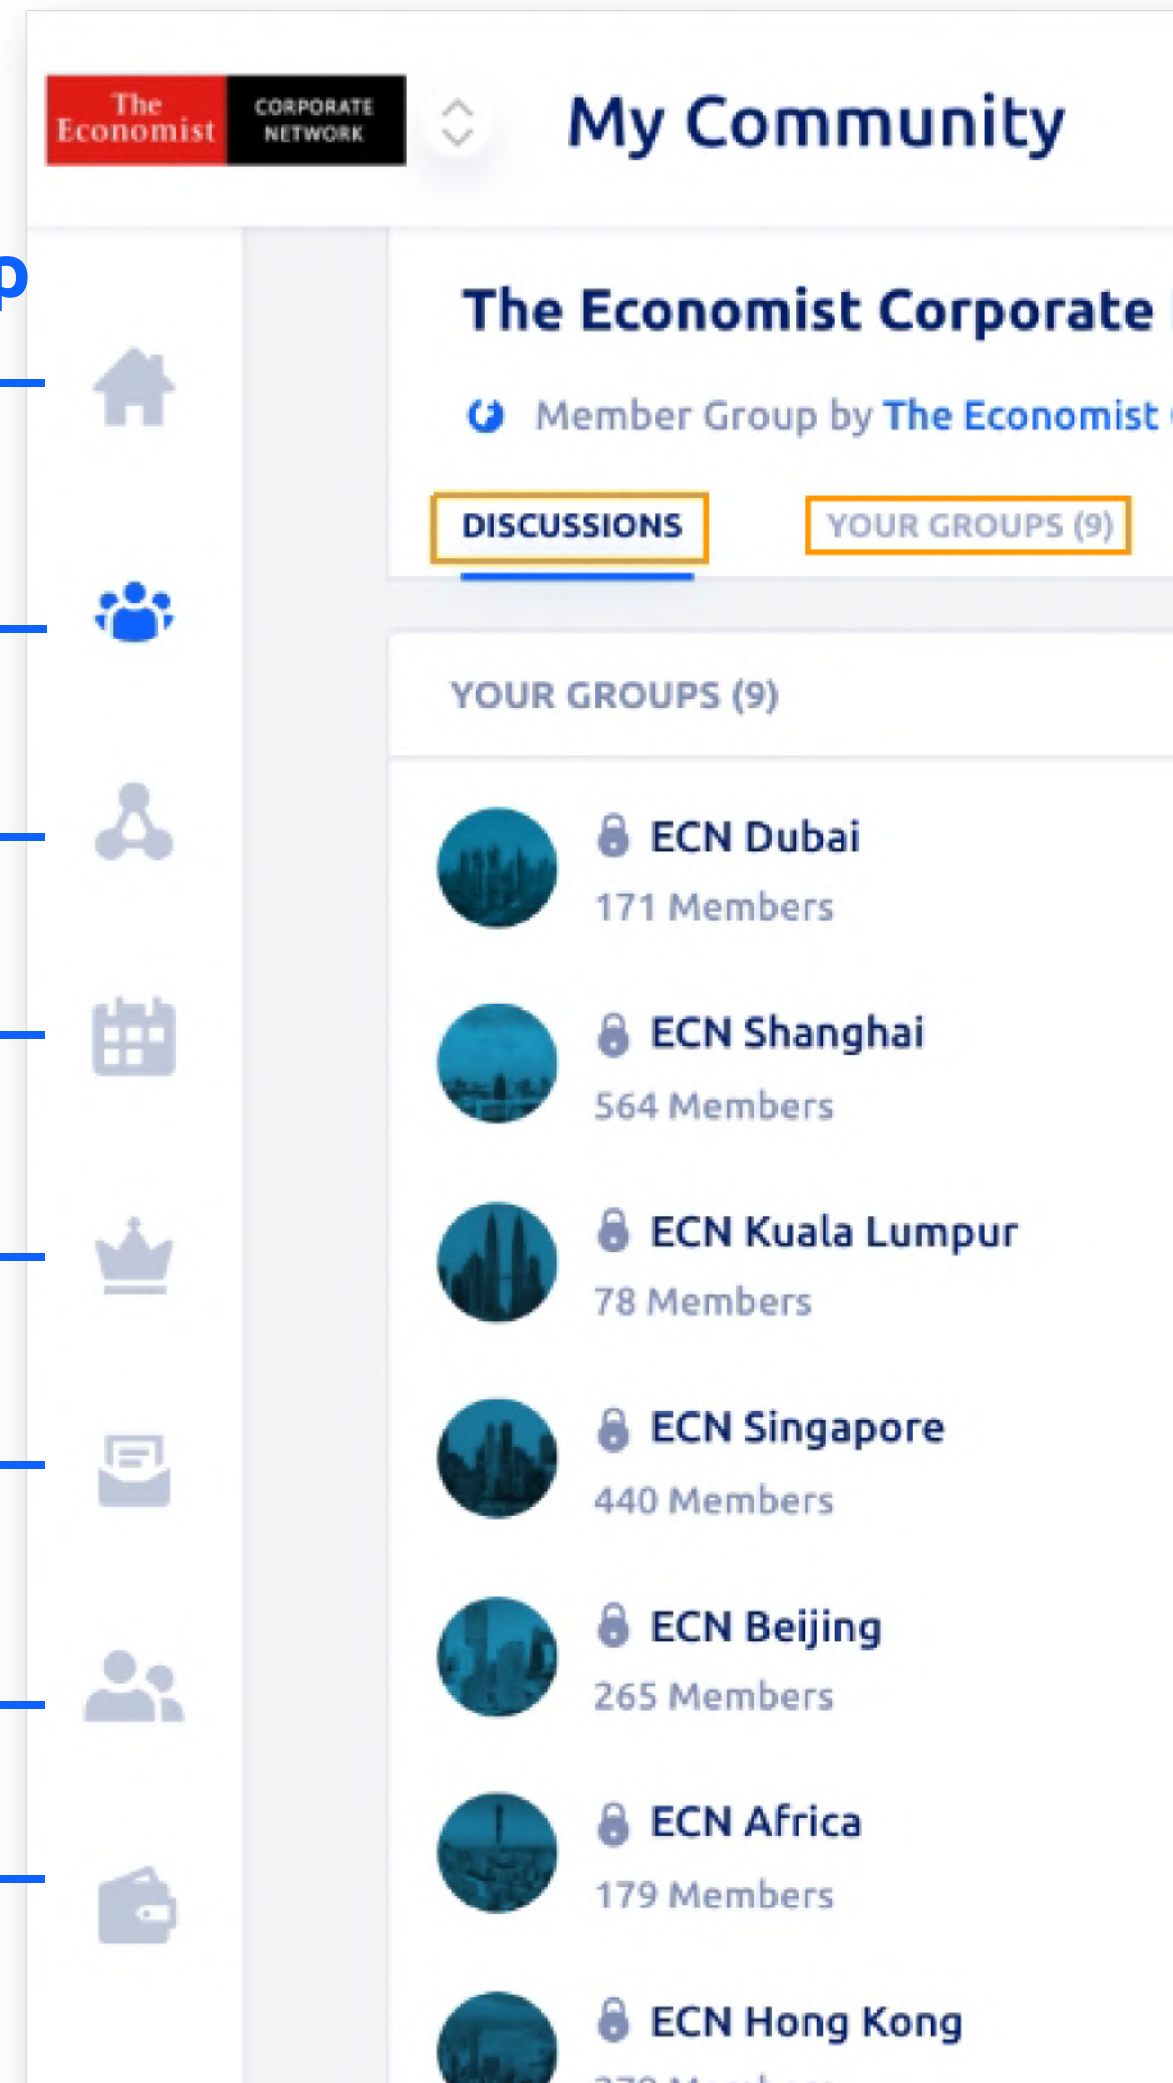 The
Economist
CORPORATE
NETWORK
My Community
p
The Economist Corporate
Member Group by The Economist
DISCUSSIONS
YOUR GROUPS (9)
YOUR GROUPS (9)
ECN Dubai
171 Members
ECN Shanghai
564 Members
ECN Kuala Lumpur
78 Members
ECN Singapore
440 Members
ECN Beijing
265 Members
ECN Africa
179 Members
ECN Hong Kong